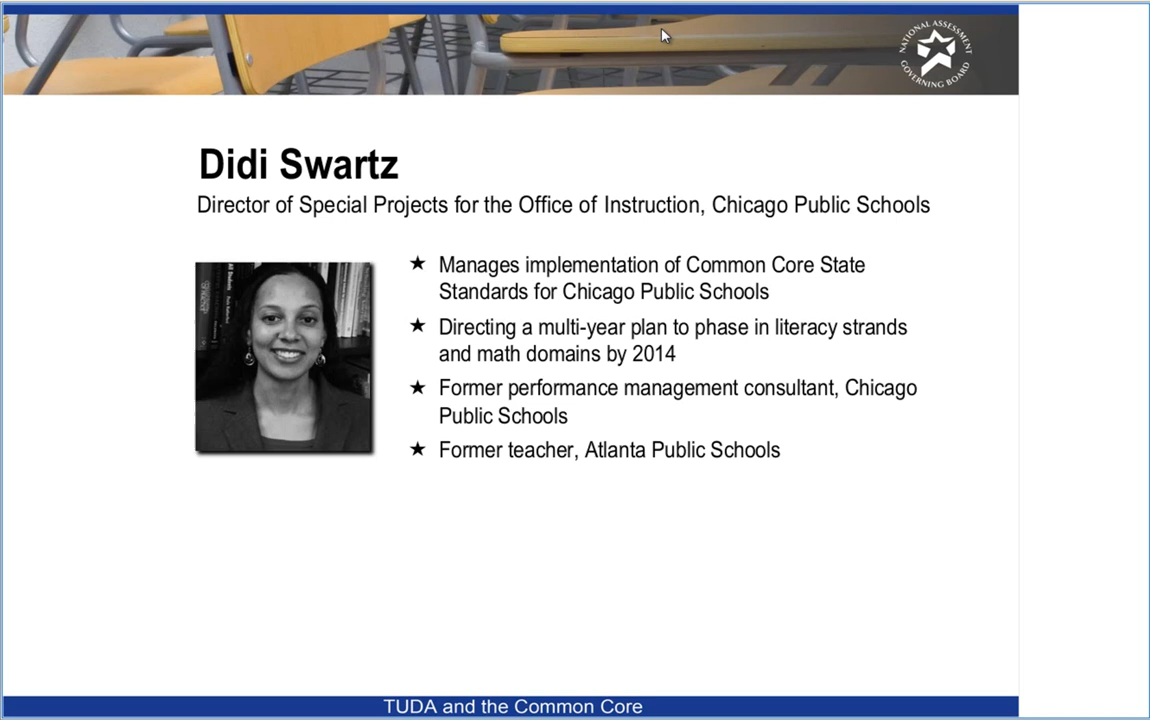 NATIONAL ASSESSMENT
GOVERNING BOARD
Didi Swartz
Director of Special Projects for the Office of Instruction, Chicago Public Schools
★ Manages implementation of Common Core State
Standards for Chicago Public Schools
★ Directing a multi-year plan to phase in literacy strands
and math domains by 2014
★ Former performance management consultant, Chicago
Public Schools
★ Former teacher, Atlanta Public Schools
TUDA and the Common Core